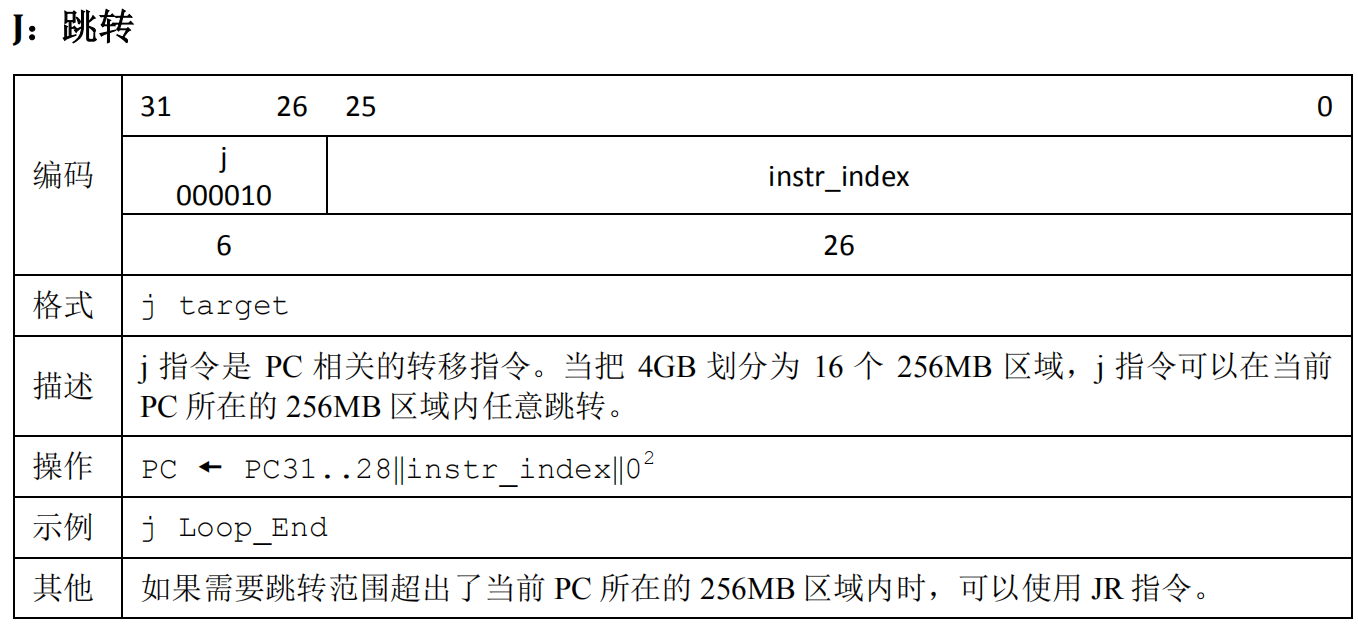 J：跳转
编码
31 26 25 0
j
000010
instr_index
6 26
格式 j target
描述 j 指令是 PC 相关的转移指令。当把 4GB 划分为 16 个 256MB 区域，j 指令可以在当前
PC 所在的 256MB 区域内任意跳转。
操作 PC ← PC31..28||instr_index||0²
示例 j Loop_End
其他 如果需要跳转范围超出了当前 PC 所在的 256MB 区域内时，可以使用 JR 指令。